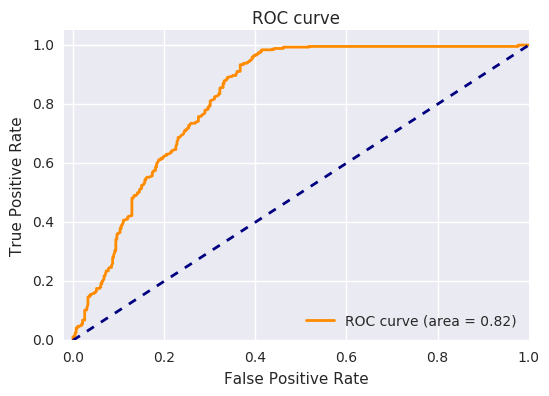 ROC curve
True Positive Rate
1.0
0.8
0.6
0.4
0.2
0.0
ROC curve (area = 0.82)
0.0 0.2 0.4 0.6 0.8 1.0
False Positive Rate